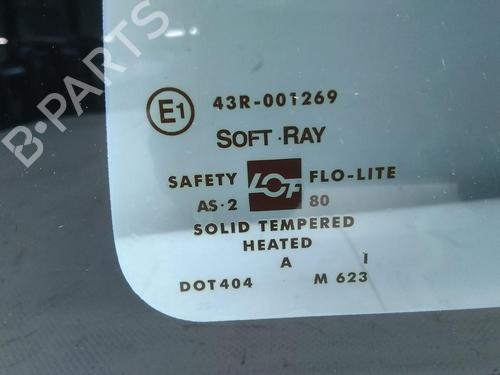 B-PARTS
E1 43R-001269
SOFT·RAY
SAFETY LOF FLO-LITE
AS·2 80
SOLID TEMPERED
HEATED
A I
DOT404 M 623